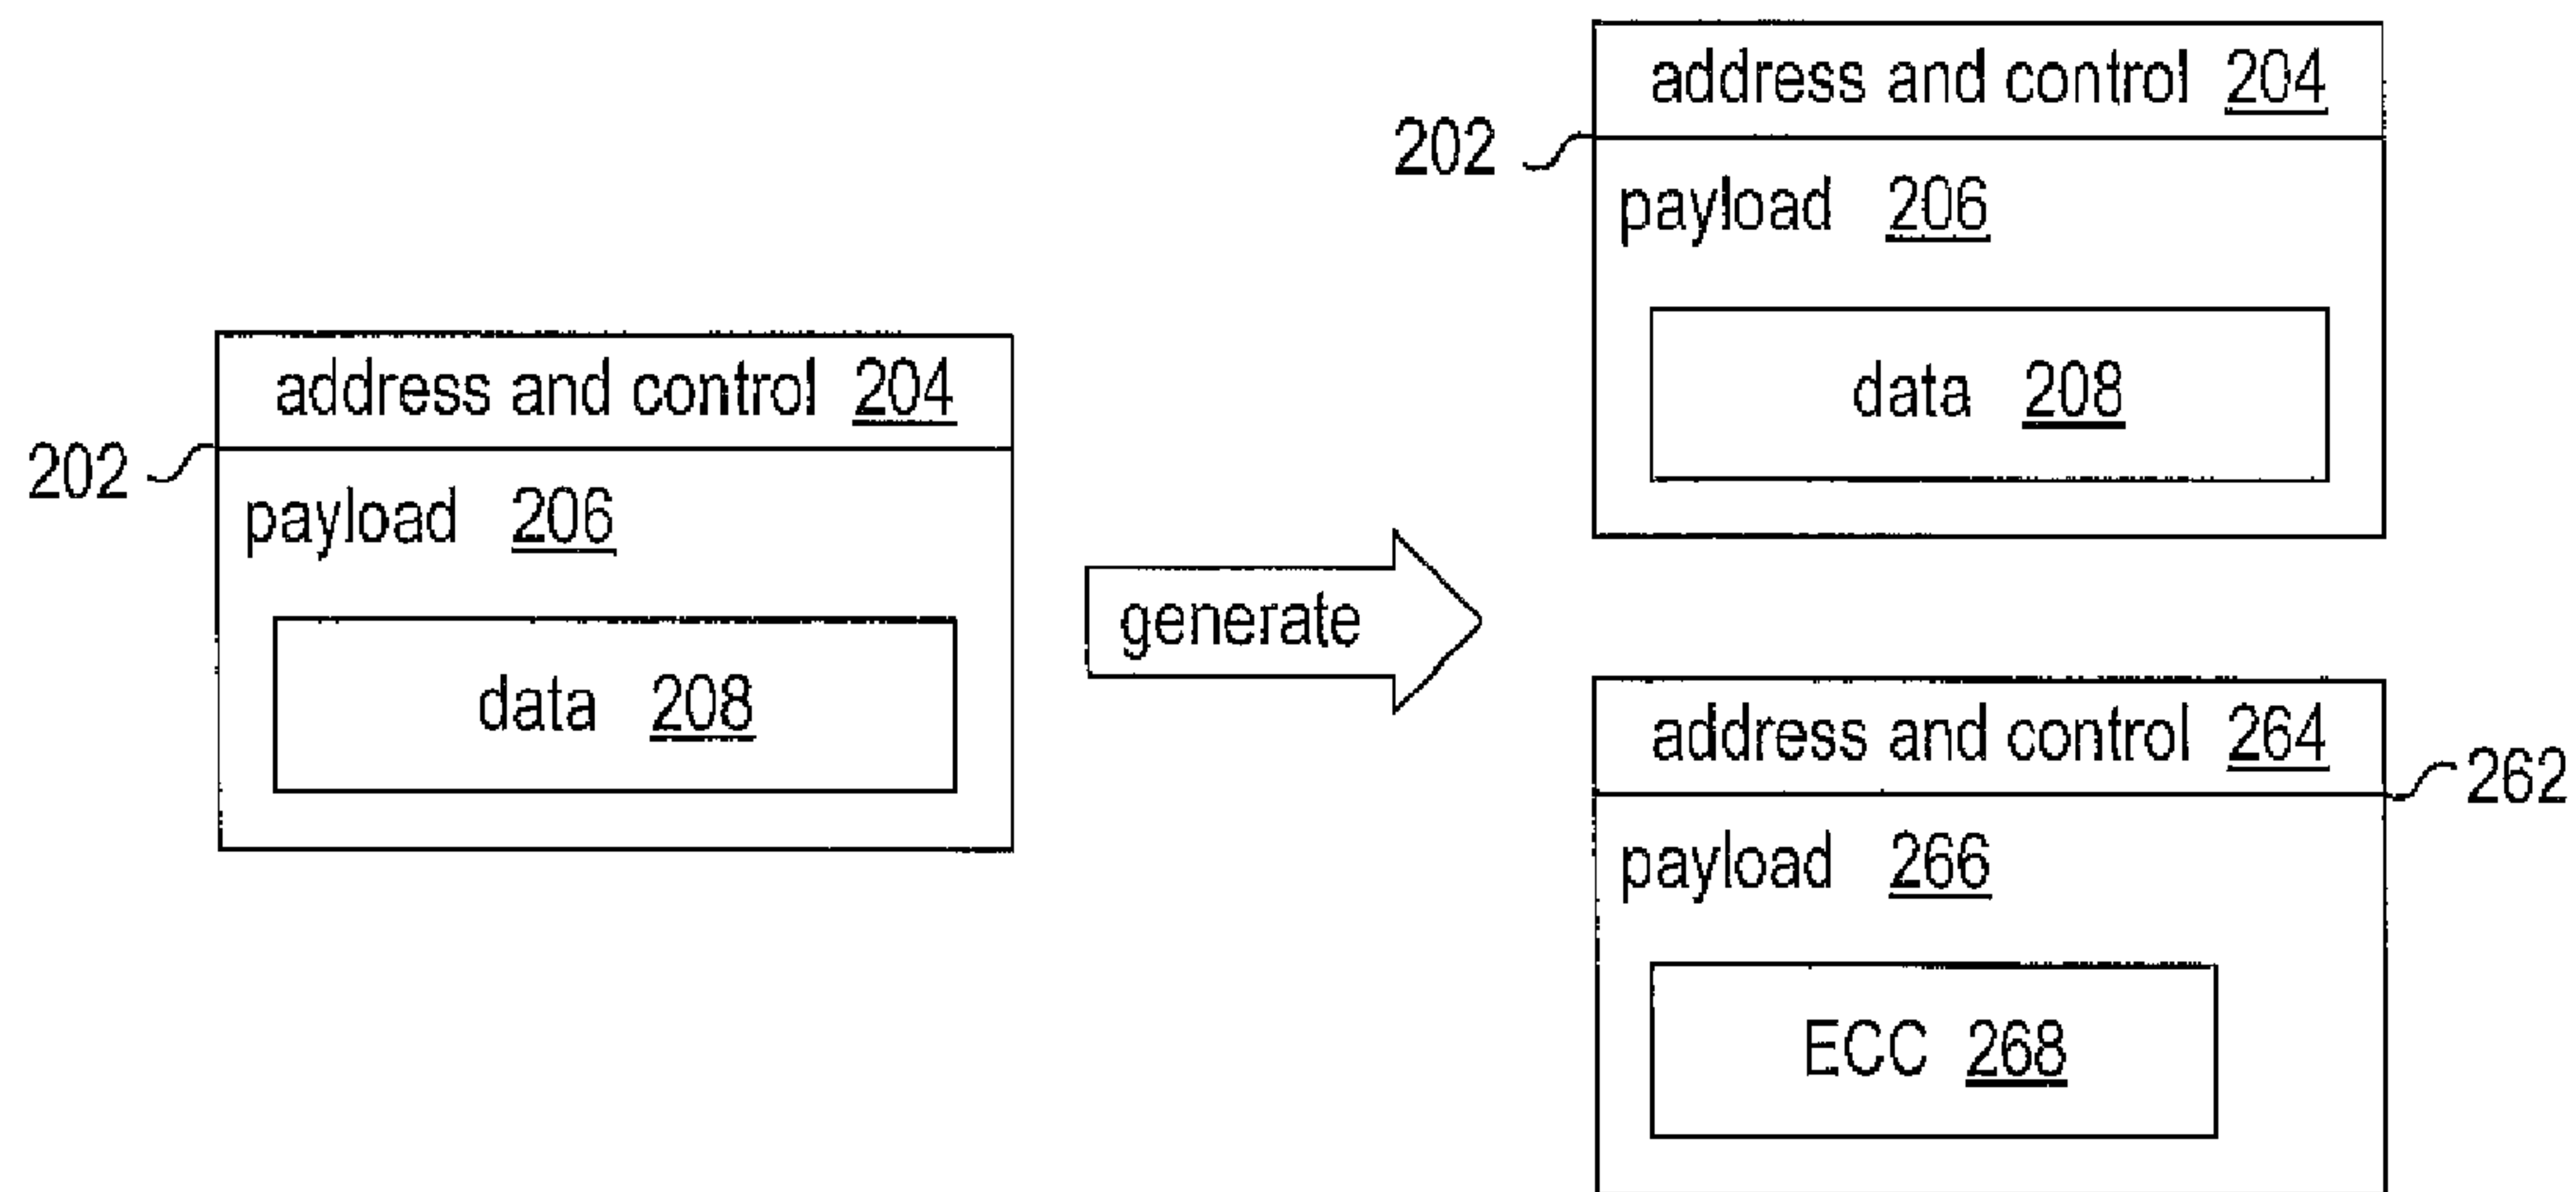 address and control 204
202
payload 206
data 208
generate
address and control 204
202
payload 206
data 208
address and control 264
262
payload 266
ECC 268